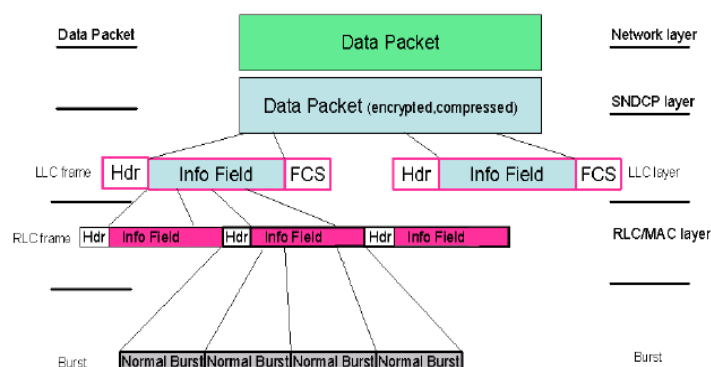 Data Packet
Data Packet
Network layer
Data Packet (encrypted,compressed)
SNDCP layer
LLC frame
Hdr
Info Field
FCS
Hdr
Info Field
FCS
LLC layer
RLC frame
Hdr
Info Field
Hdr
Info Field
Hdr
Info Field
RLC/MAC layer
Burst
Normal Burst
Normal Burst
Normal Burst
Normal Burst
Burst